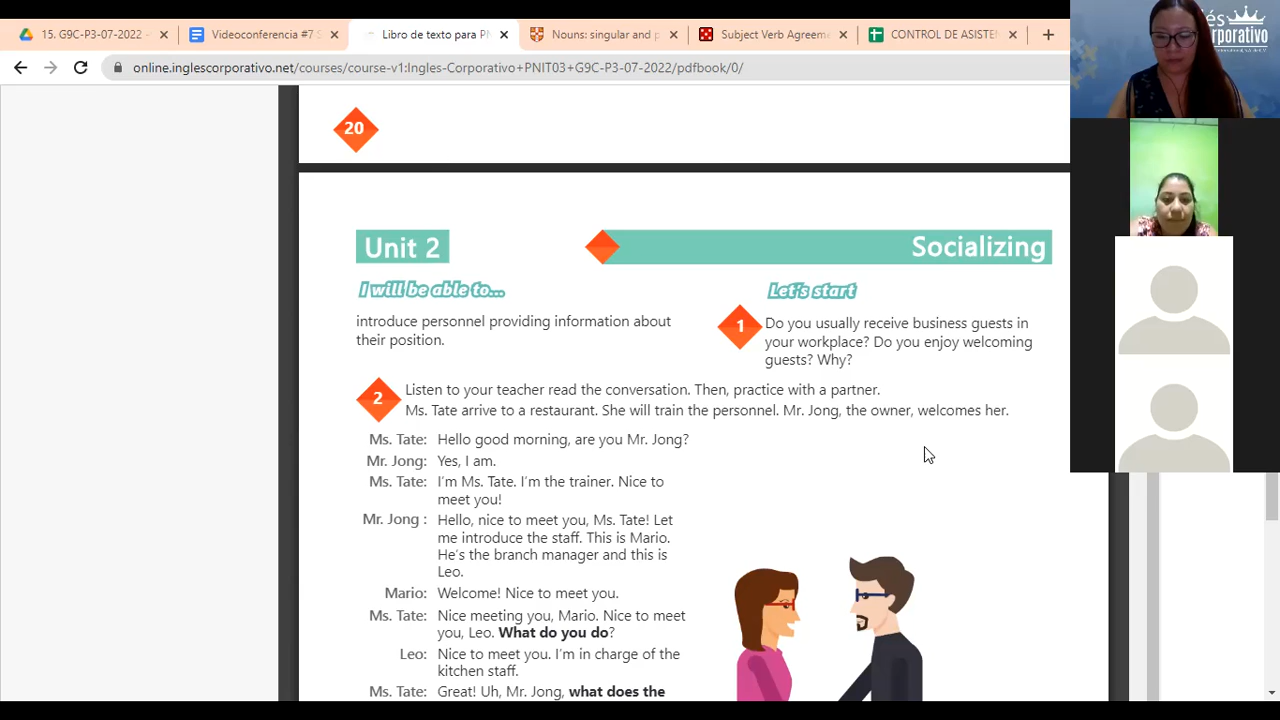 15. G9C-P3-07-2022
Videoconferencia #7 S
Libro de texto para PN
Nouns: singular and p
Subject Verb Agreeme
CONTROL DE ASISTEN
online.inglescorporativo.net/courses/course-v1:Ingles-Corporativo+PNIT03+G9C-P3-07-2022/pdfbook/0/
20
Unit 2
Socializing
I will be able to...
Let's start
introduce personnel providing information about
their position.
1
Do you usually receive business guests in
your workplace? Do you enjoy welcoming
guests? Why?
2
Listen to your teacher read the conversation. Then, practice with a partner.
Ms. Tate arrive to a restaurant. She will train the personnel. Mr. Jong, the owner, welcomes her.
Ms. Tate: Hello good morning, are you Mr. Jong?
Mr. Jong: Yes, I am.
Ms. Tate: I'm Ms. Tate. I'm the trainer. Nice to
meet you!
Mr. Jong : Hello, nice to meet you, Ms. Tate! Let
me introduce the staff. This is Mario.
He's the branch manager and this is
Leo.
Mario: Welcome! Nice to meet you.
Ms. Tate: Nice meeting you, Mario. Nice to meet
you, Leo. What do you do?
Leo: Nice to meet you. I'm in charge of the
kitchen staff.
Ms. Tate: Great! Uh, Mr. Jong, what does the